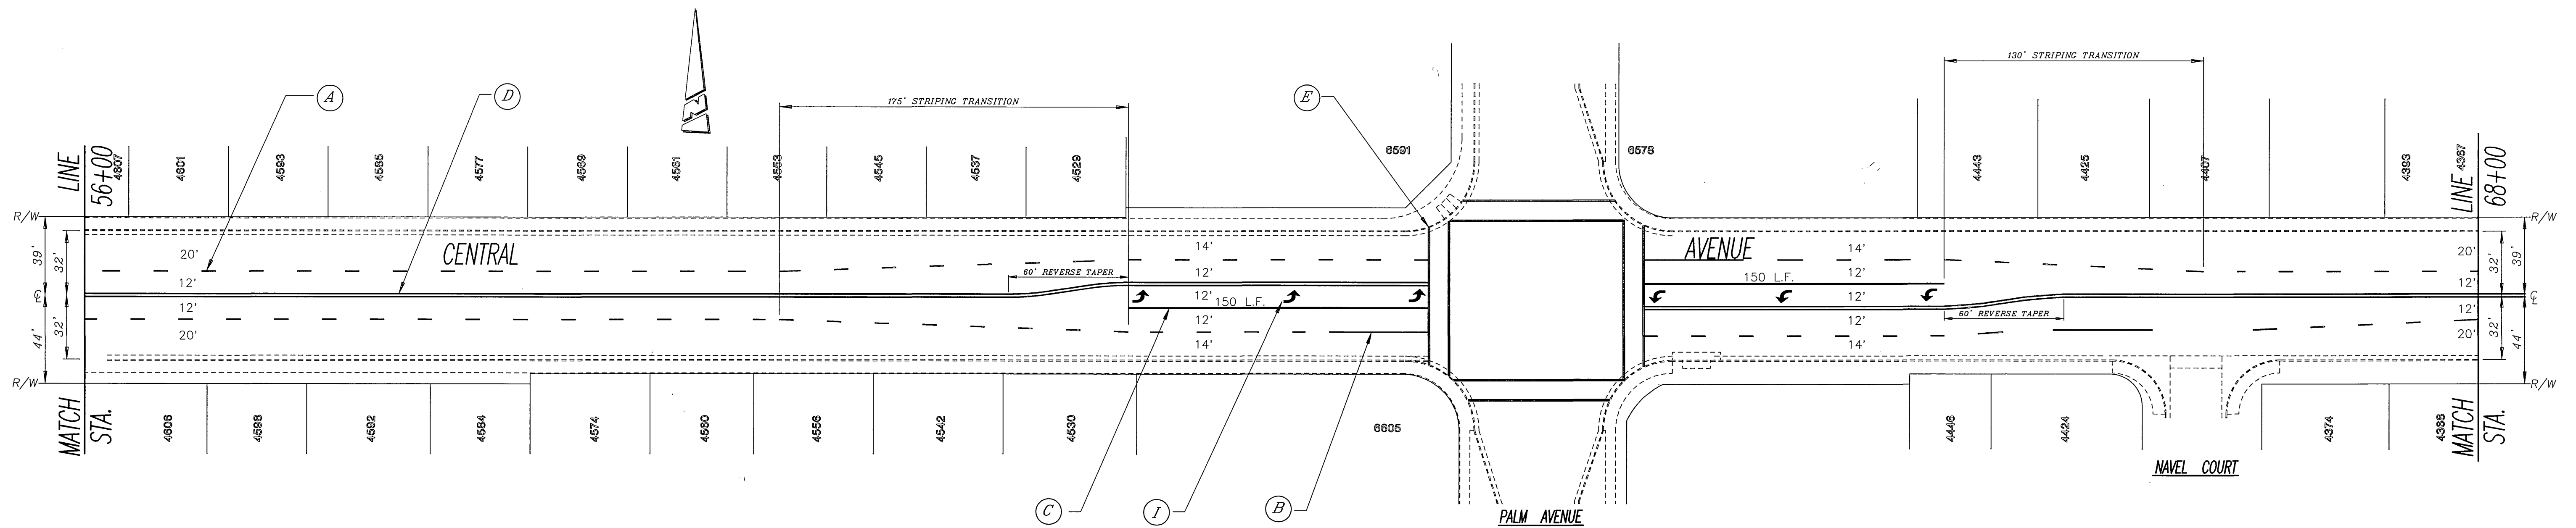 130' STRIPING TRANSITION
A
D
175' STRIPING TRANSITION
E
N
MATCH LINE
STA. 56+00
4607
4601
4593
4585
4577
4569
4561
4553
4545
4537
4529
6591
6578
4443
4425
4407
4393
4367
MATCH LINE
STA. 68+00
R/W
R/W
39'
32'
20'
CENTRAL
14'
AVENUE
14'
20'
32'
39'
12'
60' REVERSE TAPER
12'
150 L.F.
12'
12'
℄
12'
12'
150 L.F.
12'
12'
℄
44'
32'
20'
12'
14'
12'
14'
60' REVERSE TAPER
20'
32'
44'
R/W
R/W
4606
4598
4592
4584
4574
4560
4556
4542
4530
6605
4446
4424
4374
4368
NAVEL COURT
C
I
B
PALM AVENUE